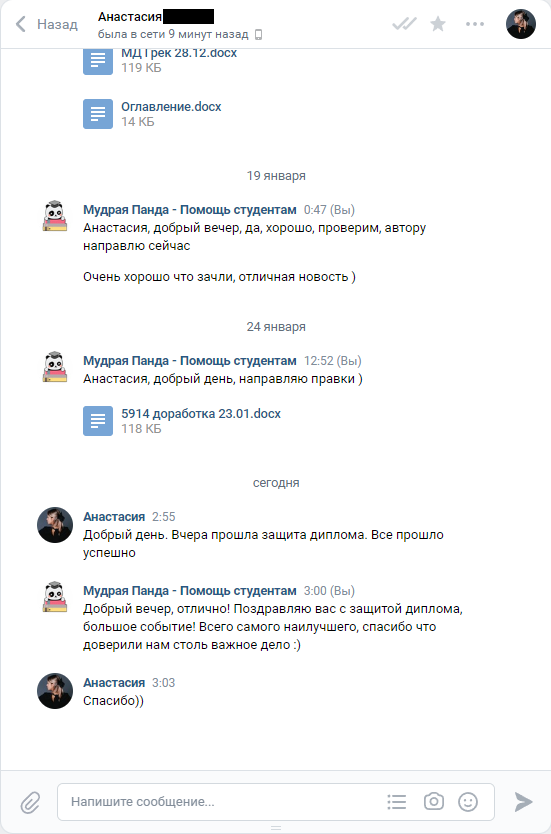 Назад
Анастасия
была в сети 9 минут назад
МД Грек 28.12.docx
119 КБ
Оглавление.docx
14 КБ
19 января
Мудрая Панда - Помощь студентам 0:47 (Вы)
Анастасия, добрый вечер, да, хорошо, проверим, автору
направлю сейчас
Очень хорошо что зачли, отличная новость )
24 января
Мудрая Панда - Помощь студентам 12:52 (Вы)
Анастасия, добрый день, направляю правки )
5914 доработка 23.01.docx
118 КБ
сегодня
Анастасия 2:55
Добрый день. Вчера прошла защита диплома. Все прошло
успешно
Мудрая Панда - Помощь студентам 3:00 (Вы)
Добрый вечер, отлично! Поздравляю вас с защитой диплома,
большое событие! Всего самого наилучшего, спасибо что
доверили нам столь важное дело :)
Анастасия 3:03
Спасибо))
Напишите сообщение...